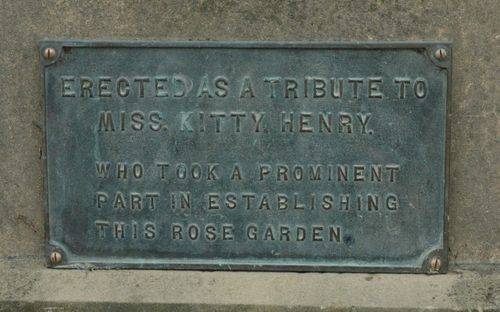 ERECTED AS A TRIBUTE TO
MISS. KITTY. HENRY.
WHO TOOK A PROMINENT
PART IN ESTABLISHING
THIS ROSE GARDEN.